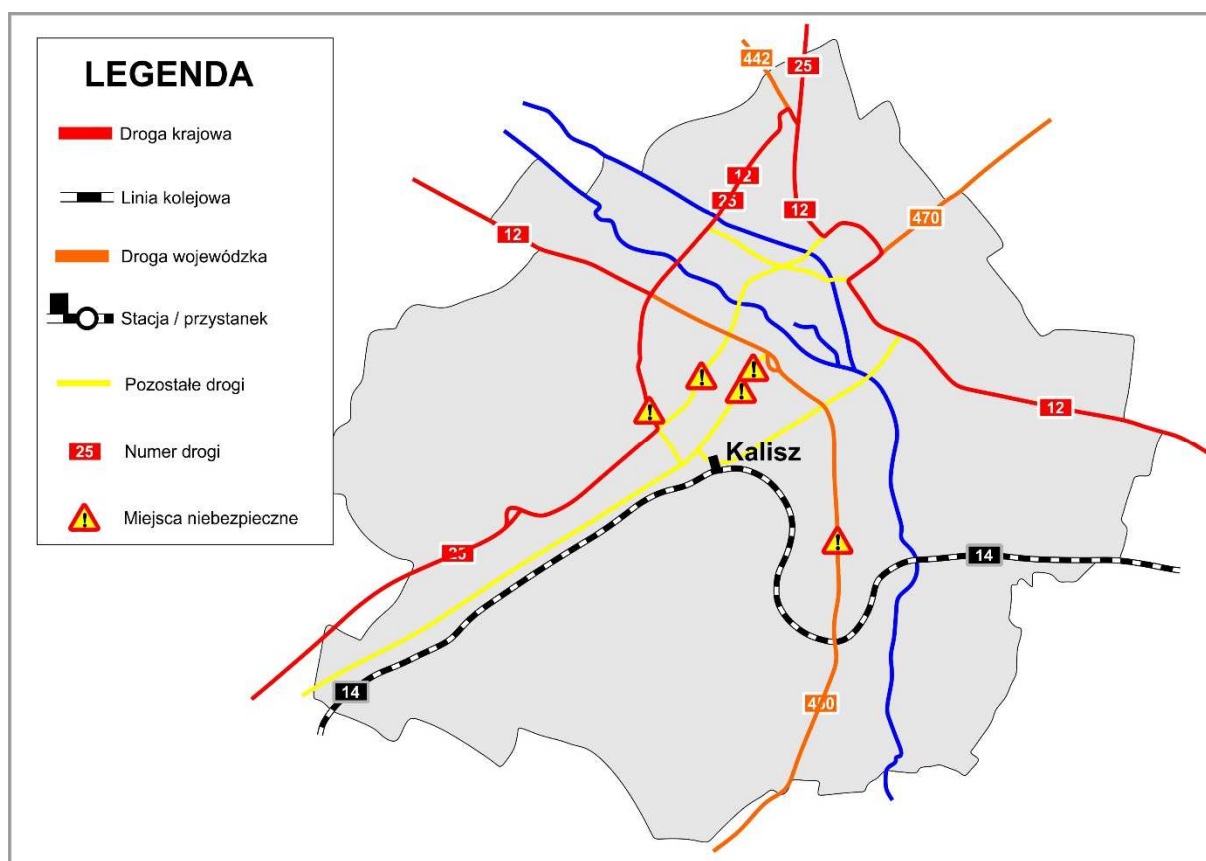 LEGENDA
Droga krajowa
Linia kolejowa
Droga wojewódzka
Stacja / przystanek
Pozostałe drogi
25
Numer drogi
Miejsca niebezpieczne
442
25
12
25
12
12
470
12
Kalisz
25
14
14
450